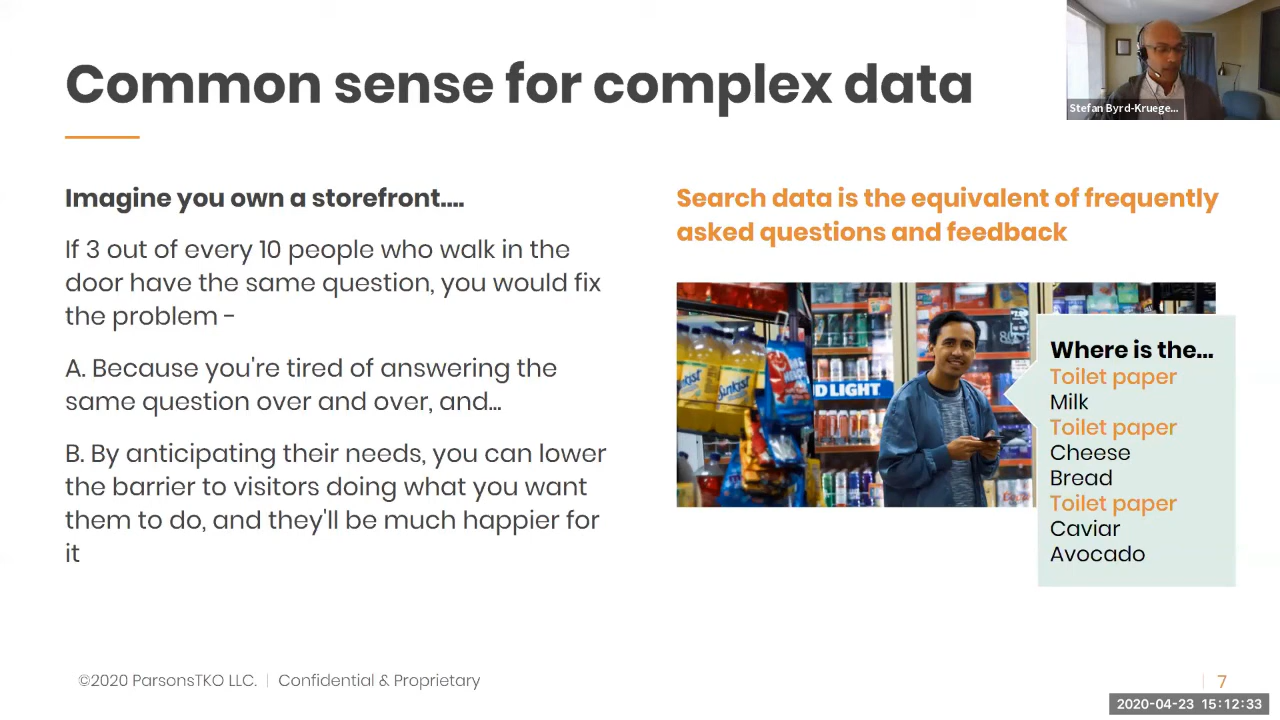 Common sense for complex data
Stefan Byrd-Kruege...
Imagine you own a storefront....
If 3 out of every 10 people who walk in the
door have the same question, you would fix
the problem -
A. Because you're tired of answering the
same question over and over, and...
B. By anticipating their needs, you can lower
the barrier to visitors doing what you want
them to do, and they'll be much happier for
it
Search data is the equivalent of frequently
asked questions and feedback
Sunkist
D LIGHT
Where is the...
Toilet paper
Milk
Toilet paper
Cheese
Bread
Toilet paper
Caviar
Avocado
©2020 ParsonsTKO LLC. | Confidential & Proprietary
7
2020-04-23 15:12:33